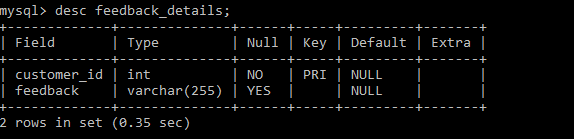 mysql> desc feedback_details;
+-------------+--------------+------+-----+---------+-------+
| Field       | Type         | Null | Key | Default | Extra |
+-------------+--------------+------+-----+---------+-------+
| customer_id | int          | NO   | PRI | NULL    |       |
| feedback    | varchar(255) | YES  |     | NULL    |       |
+-------------+--------------+------+-----+---------+-------+
2 rows in set (0.35 sec)